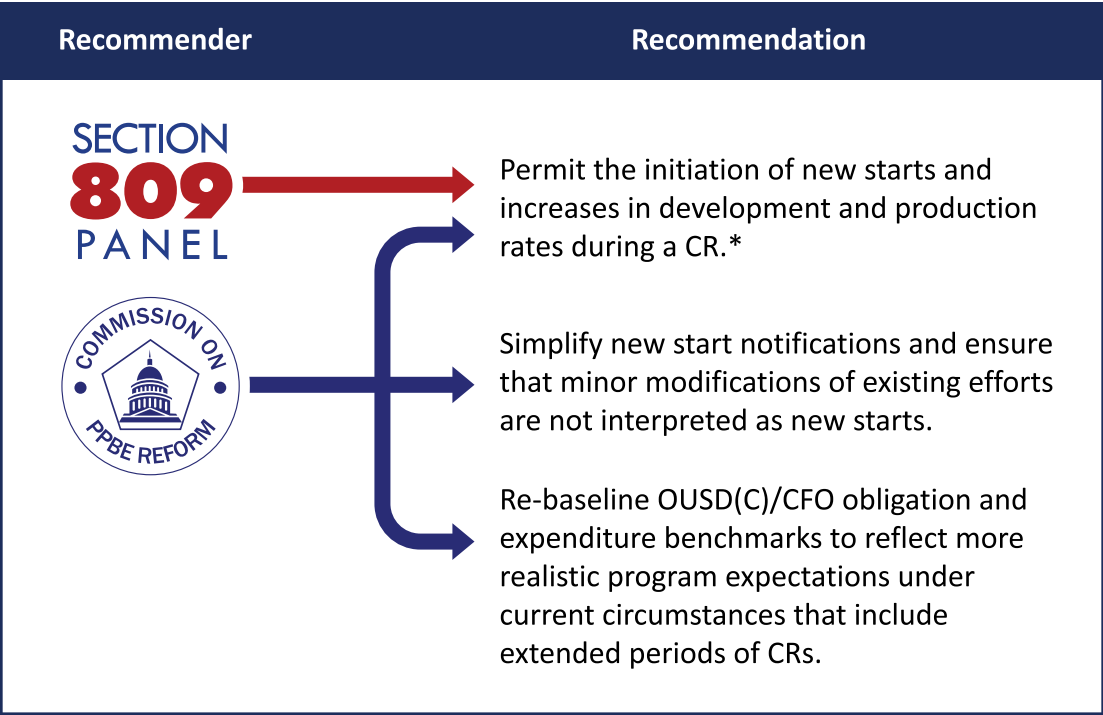 Recommender
Recommendation
SECTION
809
PANEL
Permit the initiation of new starts and
increases in development and production
rates during a CR.*
COMMISSION ON
PPBE REFORM
Simplify new start notifications and ensure
that minor modifications of existing efforts
are not interpreted as new starts.
Re-baseline OUSD(C)/CFO obligation and
expenditure benchmarks to reflect more
realistic program expectations under
current circumstances that include
extended periods of CRs.